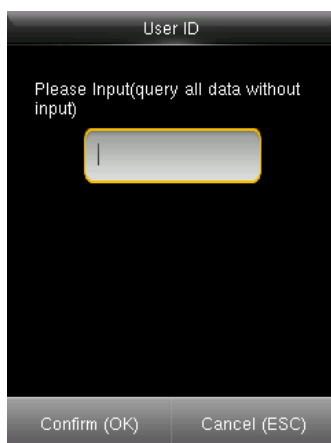 User ID
Please Input(query all data without
input)
Confirm (OK)
Cancel (ESC)